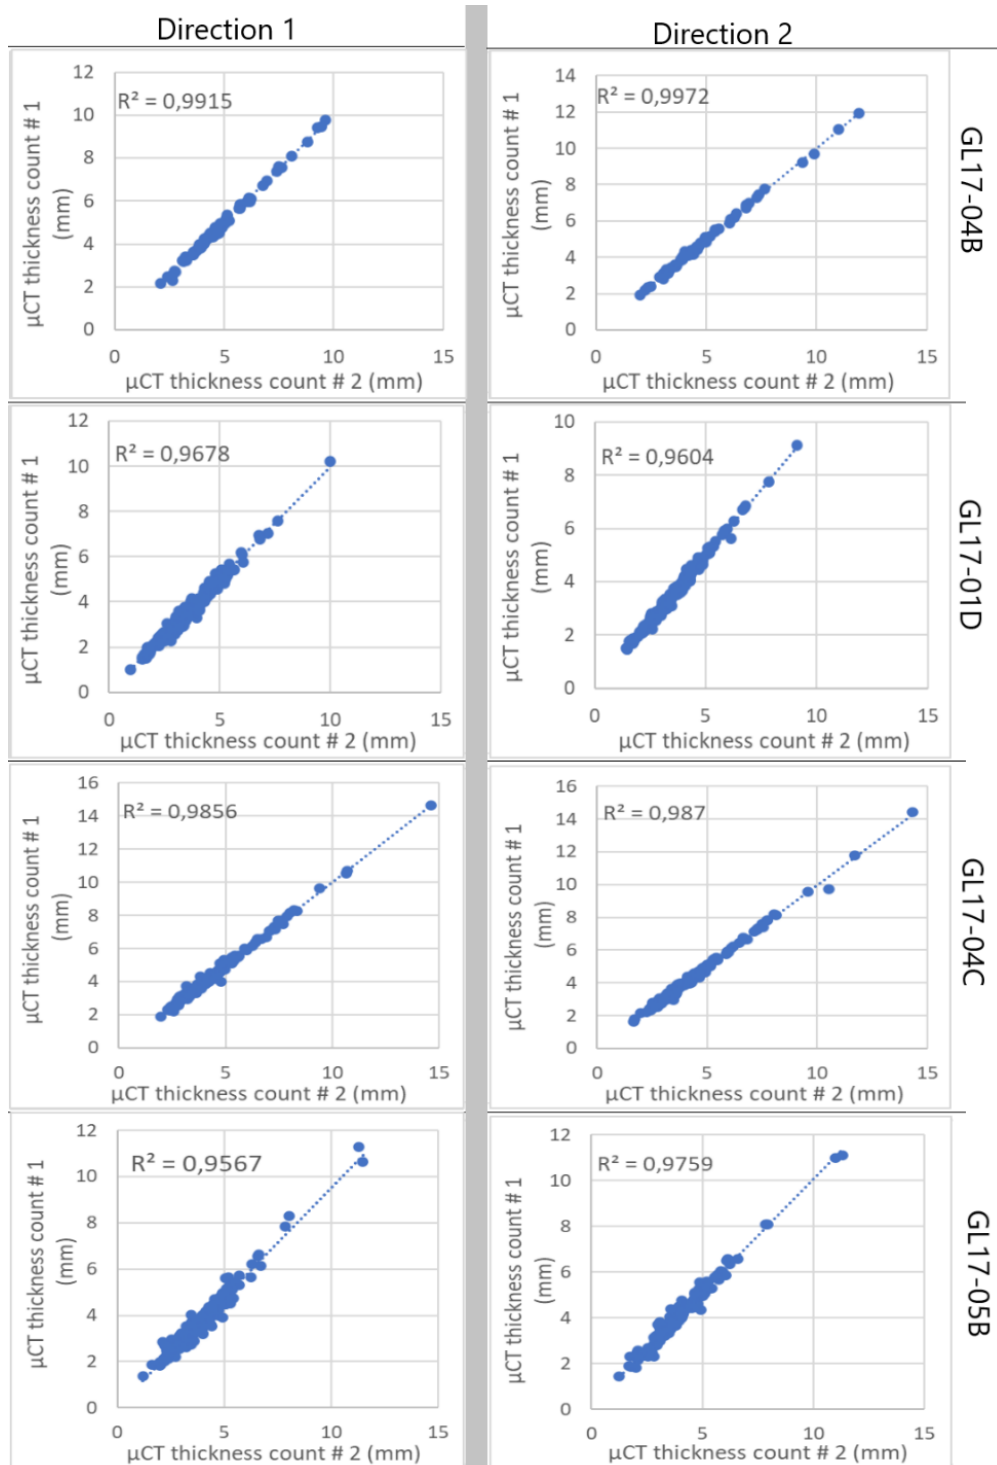 Direction 1
Direction 2
µCT thickness count # 1
(mm)
12
10
8
6
4
2
0
R² = 0,9915
0 5 10 15
µCT thickness count # 2 (mm)
µCT thickness count # 1
(mm)
14
12
10
8
6
4
2
0
R² = 0,9972
0 5 10 15
µCT thickness count # 2 (mm)
GL17-04B
µCT thickness count # 1
(mm)
12
10
8
6
4
2
0
R² = 0,9678
0 5 10 15
µCT thickness count # 2 (mm)
µCT thickness count # 1
(mm)
10
8
6
4
2
0
R² = 0,9604
0 5 10 15
µCT thickness count # 2 (mm)
GL17-01D
µCT thickness count # 1
(mm)
16
14
12
10
8
6
4
2
0
R² = 0,9856
0 5 10 15
µCT thickness count # 2 (mm)
µCT thickness count # 1
(mm)
16
14
12
10
8
6
4
2
0
R² = 0,987
0 5 10 15
µCT thickness count # 2 (mm)
GL17-04C
µCT thickness count # 1
(mm)
12
10
8
6
4
2
0
R² = 0,9567
0 5 10 15
µCT thickness count # 2 (mm)
µCT thickness count # 1
(mm)
12
10
8
6
4
2
0
R² = 0,9759
0 5 10 15
µCT thickness count # 2 (mm)
GL17-05B